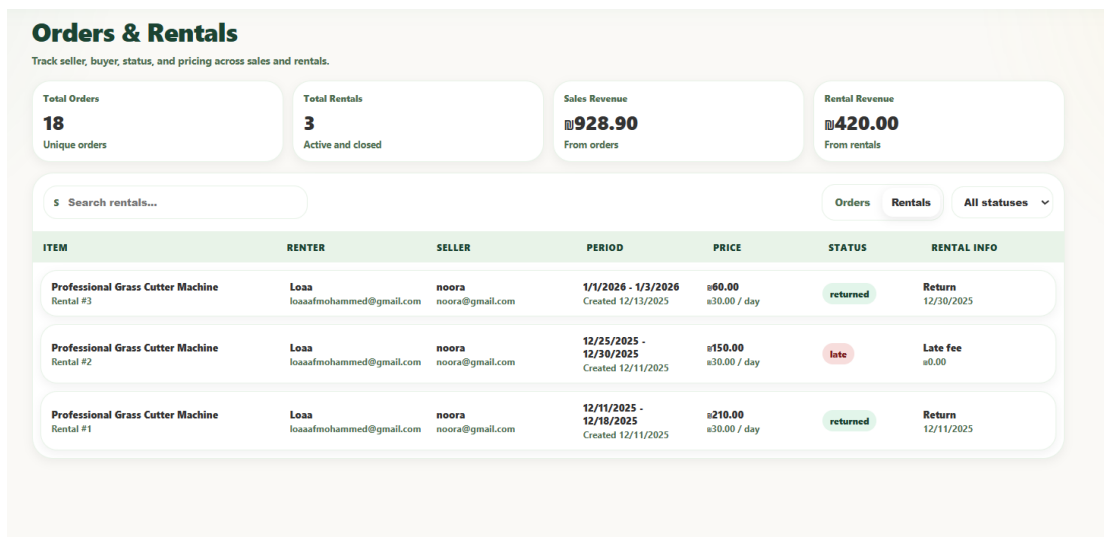 Orders & Rentals
Track seller, buyer, status, and pricing across sales and rentals.
Total Orders
18
Unique orders
Total Rentals
3
Active and closed
Sales Revenue
₪928.90
From orders
Rental Revenue
₪420.00
From rentals
S Search rentals...
Orders Rentals All statuses
ITEM RENTER SELLER PERIOD PRICE STATUS RENTAL INFO
Professional Grass Cutter Machine Loaa noora 1/1/2026 - 1/3/2026 ₪60.00 returned Return
Rental #3 loaaafmohammed@gmail.com noora@gmail.com Created 12/13/2025 ₪30.00 / day 12/30/2025
Professional Grass Cutter Machine Loaa noora 12/25/2025 - 12/30/2025 ₪150.00 late Late fee
Rental #2 loaaafmohammed@gmail.com noora@gmail.com Created 12/11/2025 ₪30.00 / day ₪0.00
Professional Grass Cutter Machine Loaa noora 12/11/2025 - 12/18/2025 ₪210.00 returned Return
Rental #1 loaaafmohammed@gmail.com noora@gmail.com Created 12/11/2025 ₪30.00 / day 12/11/2025